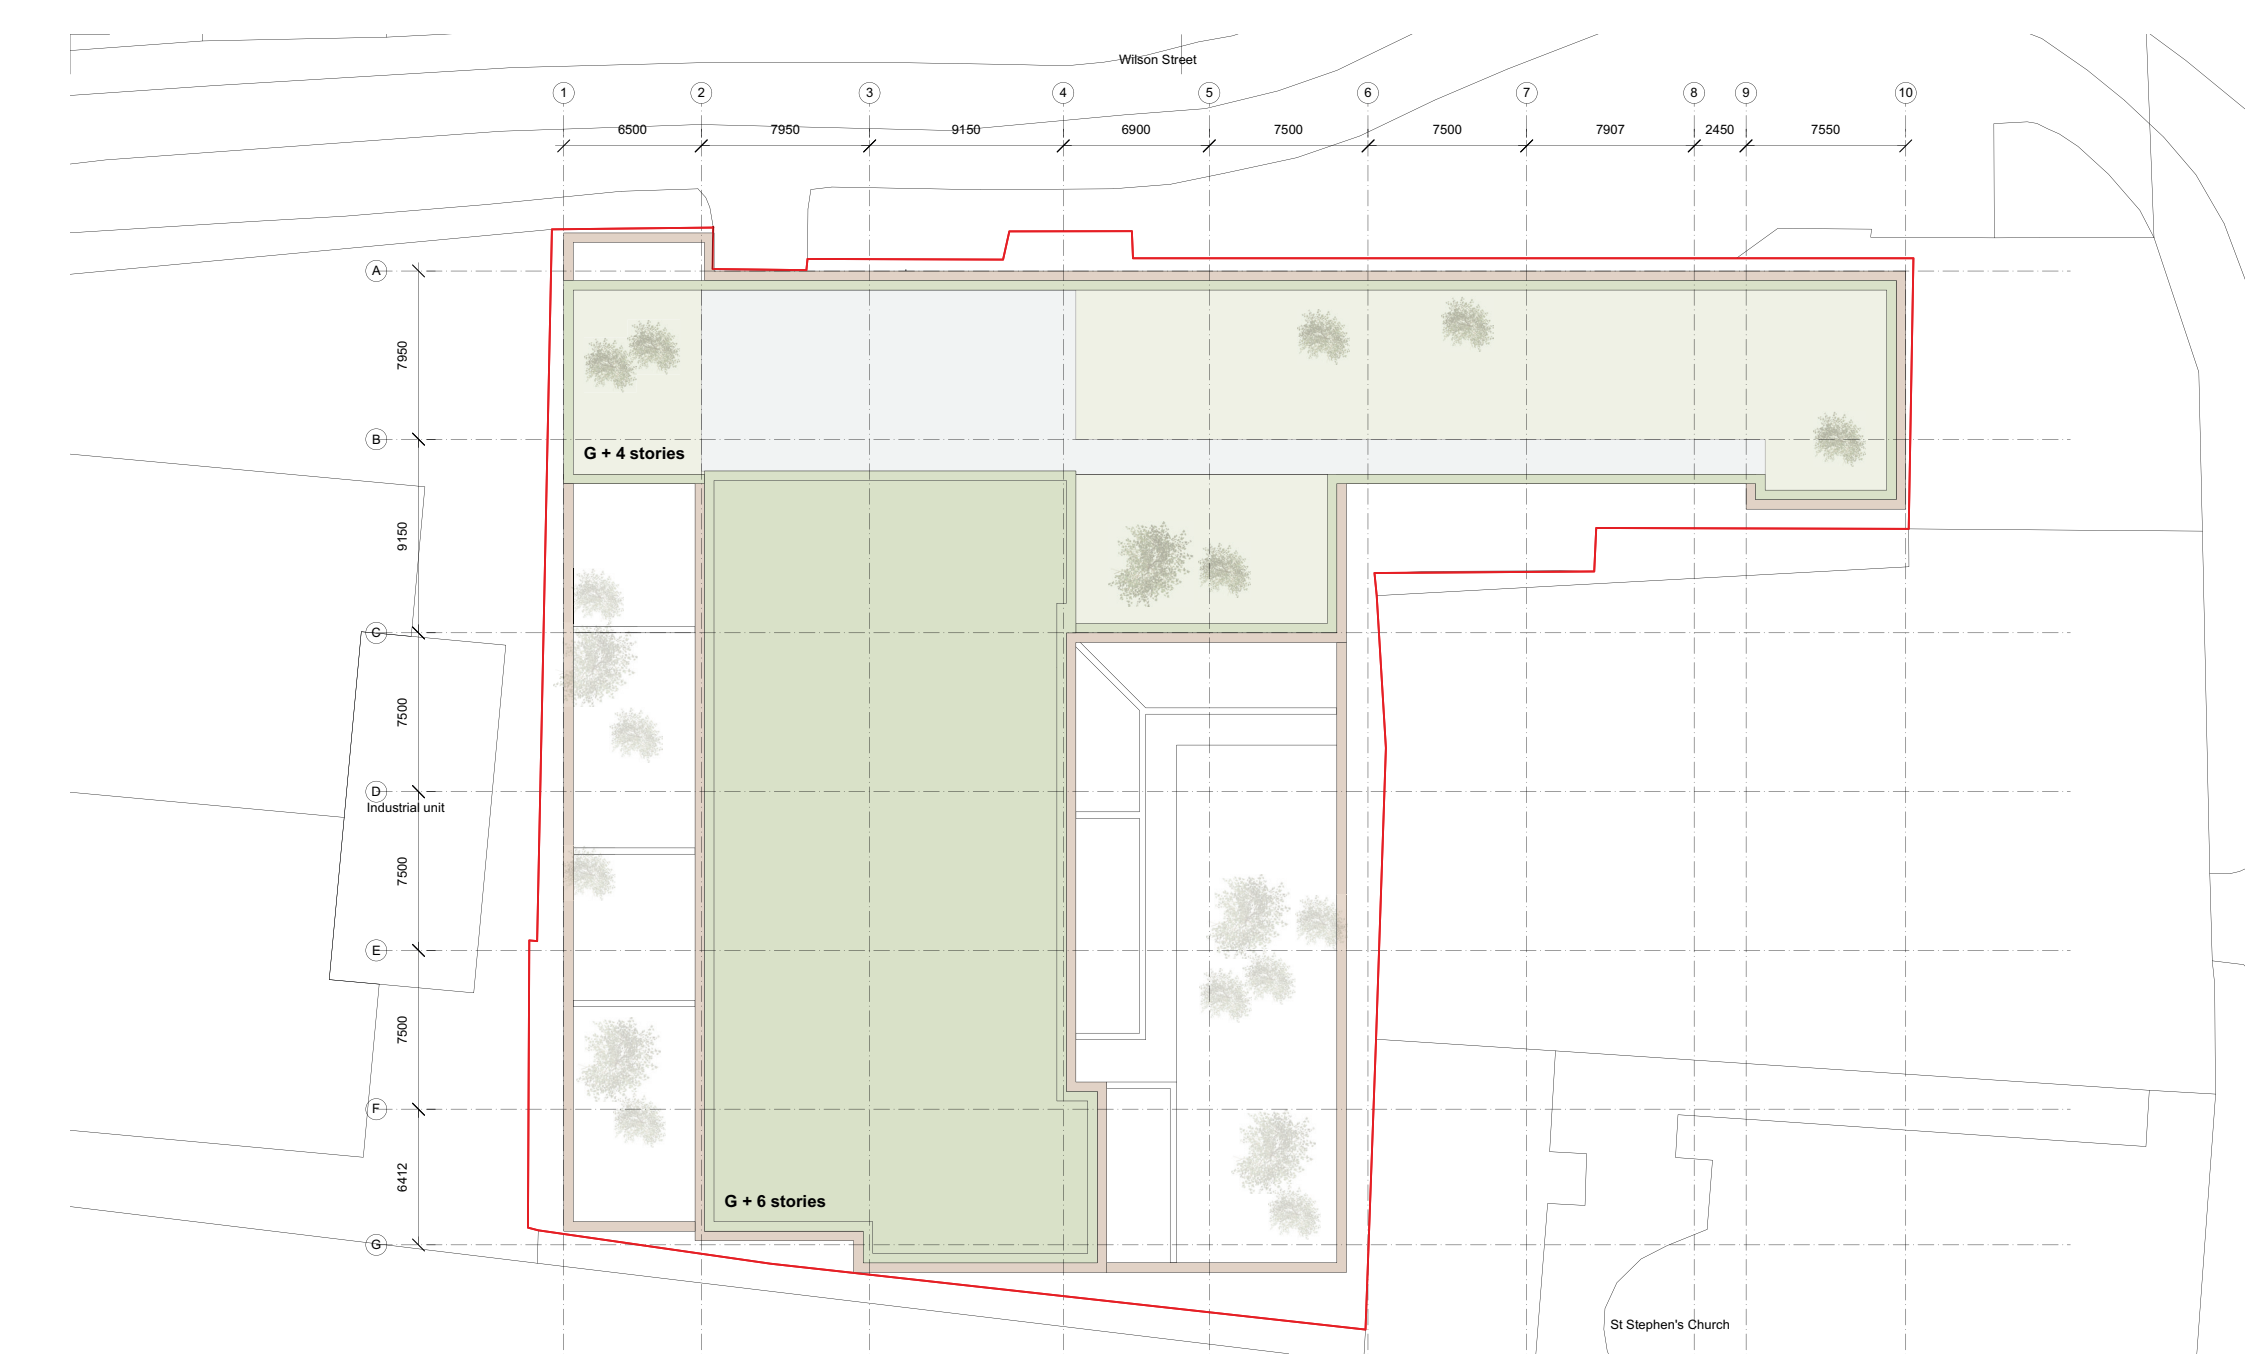 Wilson Street
1 2 3 4 5 6 7 8 9 10
6500 7950 9150 6900 7500 7500 7907 2450 7550
A
7950
B
G + 4 stories
9150
C
7500
D
Industrial unit
7500
E
7500
F
6412
G + 6 stories
G
St Stephen's Church